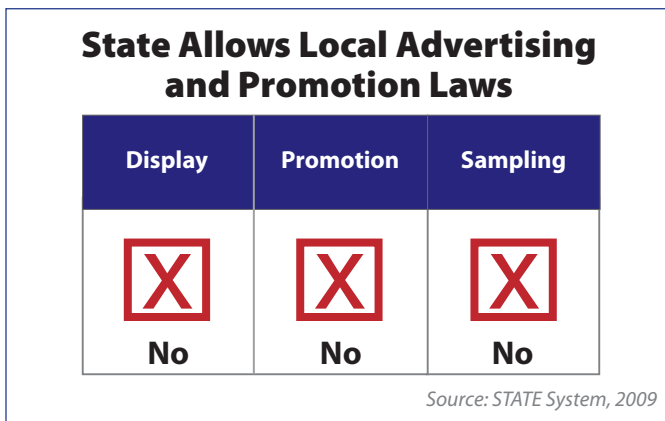 State Allows Local Advertising
and Promotion Laws
Display Promotion Sampling
X X X
No No No
Source: STATE System, 2009